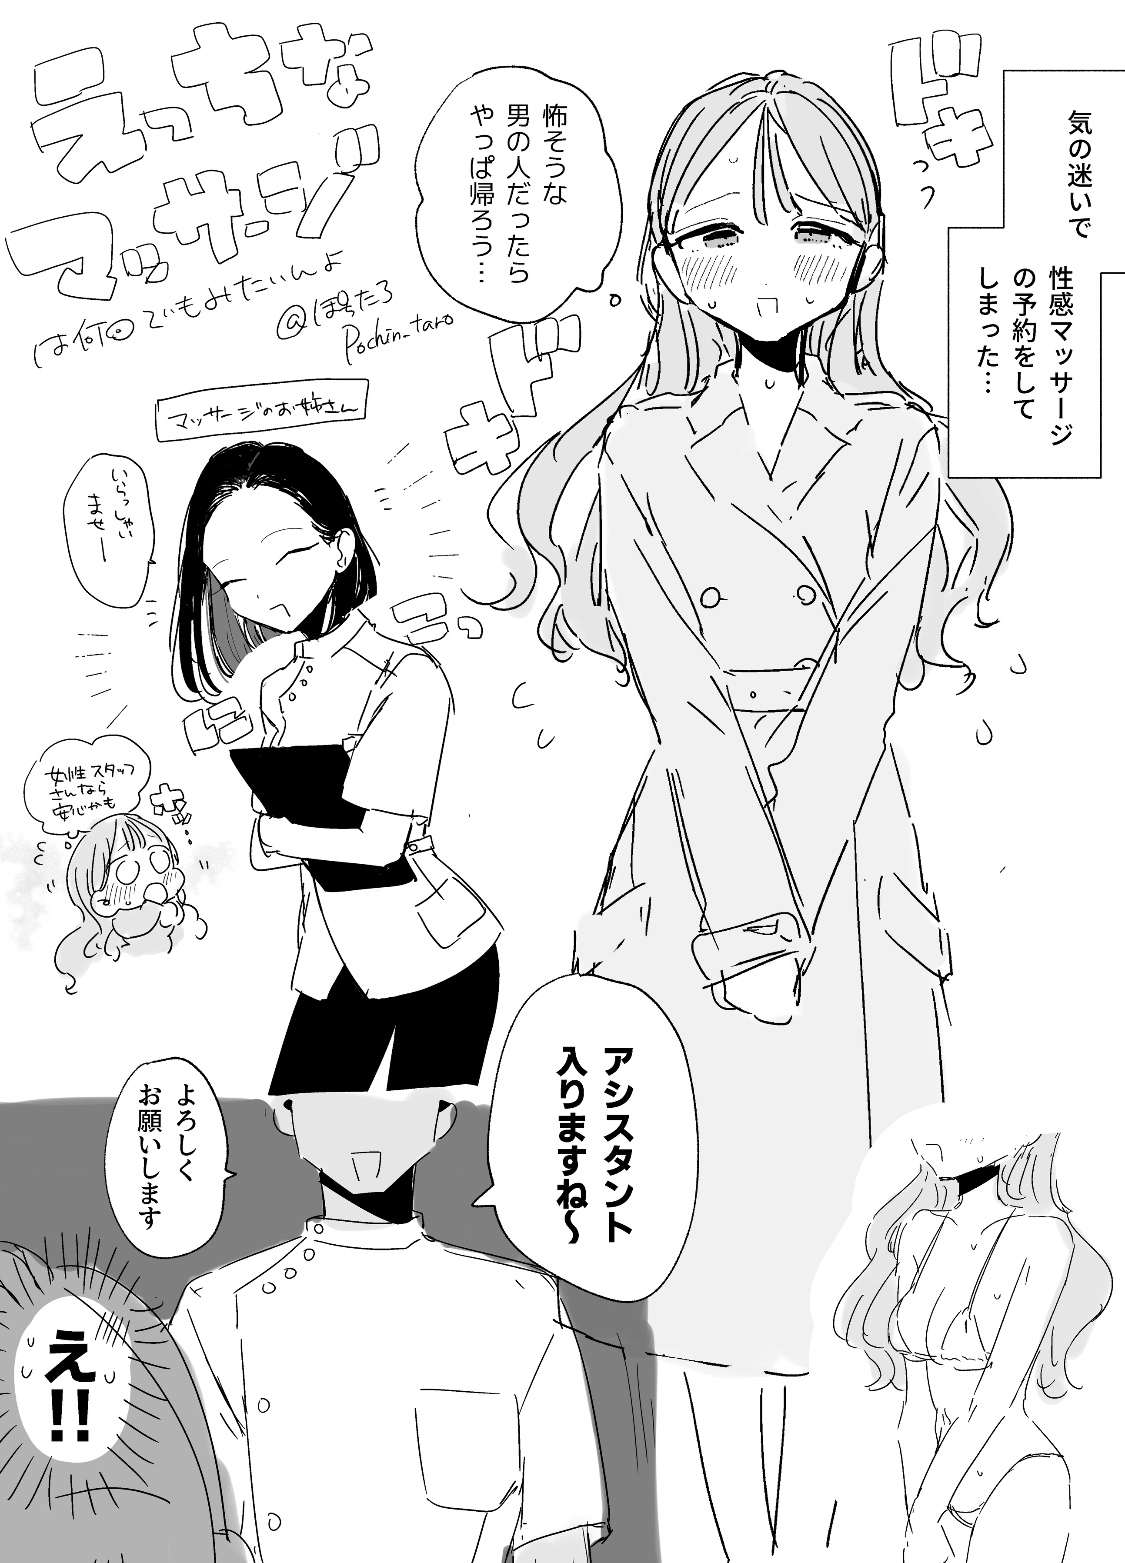 えっちな
マッサージ
は何回でもみたいんよ
@ぽちたろ
Pochin_taro
気の迷いで
性感マッサージ
の予約をして
しまった…
ドキッ
怖そうな
男の人だったら
やっぱ帰ろう…
ドキ
マッサージのお姉さん
いらっしゃい
ませー
ニコッ
女性スタッフ
さんなら
安心かも
ホッ…
アシスタント
入りますね〜
よろしく
お願いします
え!!